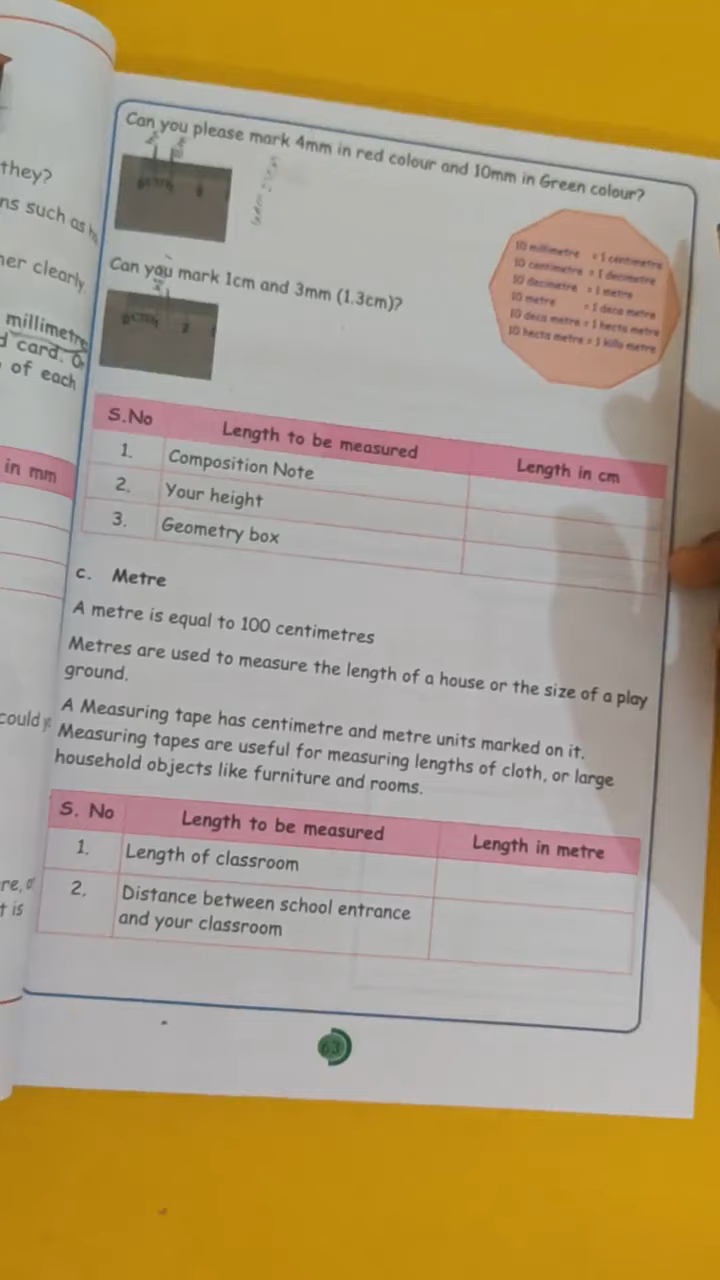 they?
ns such as
ner clearly
millimetre
d card. O
of each
in mm
could y
re, o
t is
Can you please mark 4mm in red colour and 10mm in Green colour?
10 millimetre = 1 centimetre
10 centimetre = 1 decimetre
10 decimetre = 1 metre
10 metre = 1 deca metre
10 deca metre = 1 hecta metre
10 hecta metre = 1 killo metre
Can you mark 1cm and 3mm (1.3cm)?
S.No Length to be measured Length in cm
1. Composition Note
2. Your height
3. Geometry box
c. Metre
A metre is equal to 100 centimetres
Metres are used to measure the length of a house or the size of a play
ground.
A Measuring tape has centimetre and metre units marked on it.
Measuring tapes are useful for measuring lengths of cloth, or large
household objects like furniture and rooms.
S. No Length to be measured Length in metre
1. Length of classroom
2. Distance between school entrance
and your classroom
63